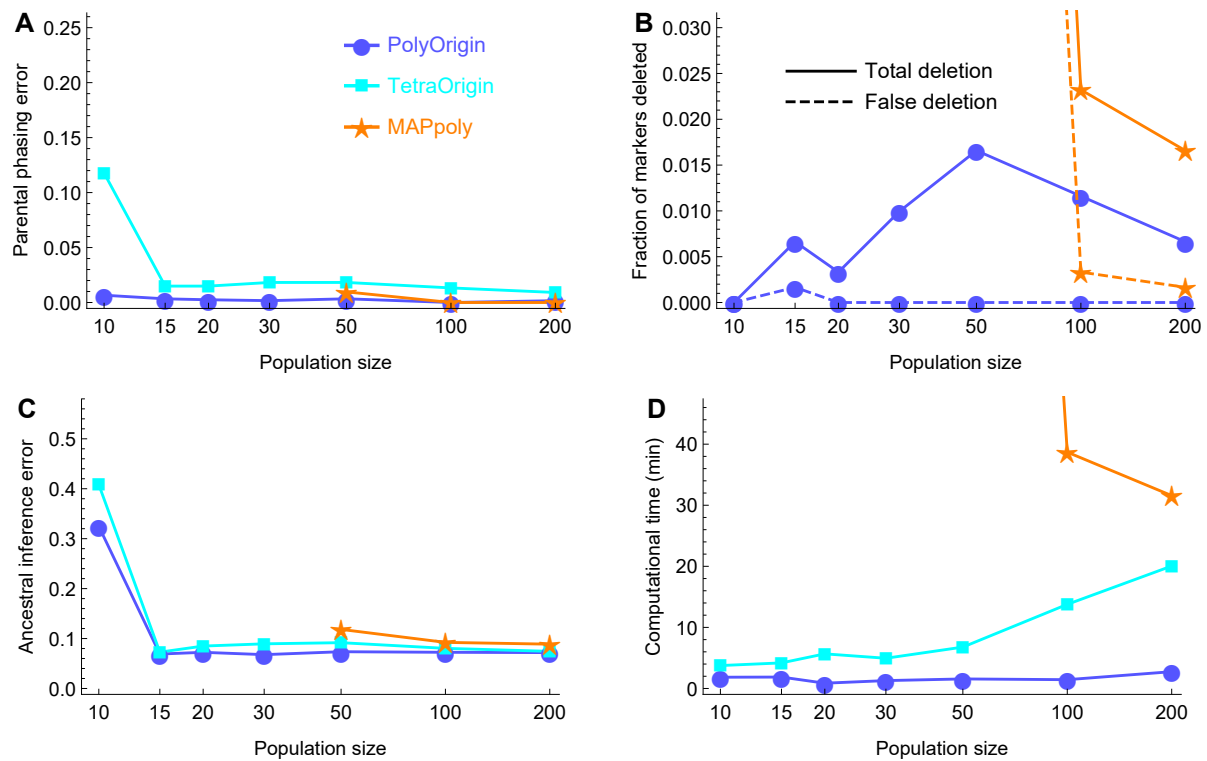 A
PolyOrigin
TetraOrigin
MAPpoly
Parental phasing error
0.25
0.20
0.15
0.10
0.05
0.00
10 15 20 30 50 100 200
Population size
B
Total deletion
False deletion
Fraction of markers deleted
0.030
0.025
0.020
0.015
0.010
0.005
0.000
10 15 20 30 50 100 200
Population size
C
Ancestral inference error
0.5
0.4
0.3
0.2
0.1
0.0
10 15 20 30 50 100 200
Population size
D
Computational time (min)
40
30
20
10
0
10 15 20 30 50 100 200
Population size